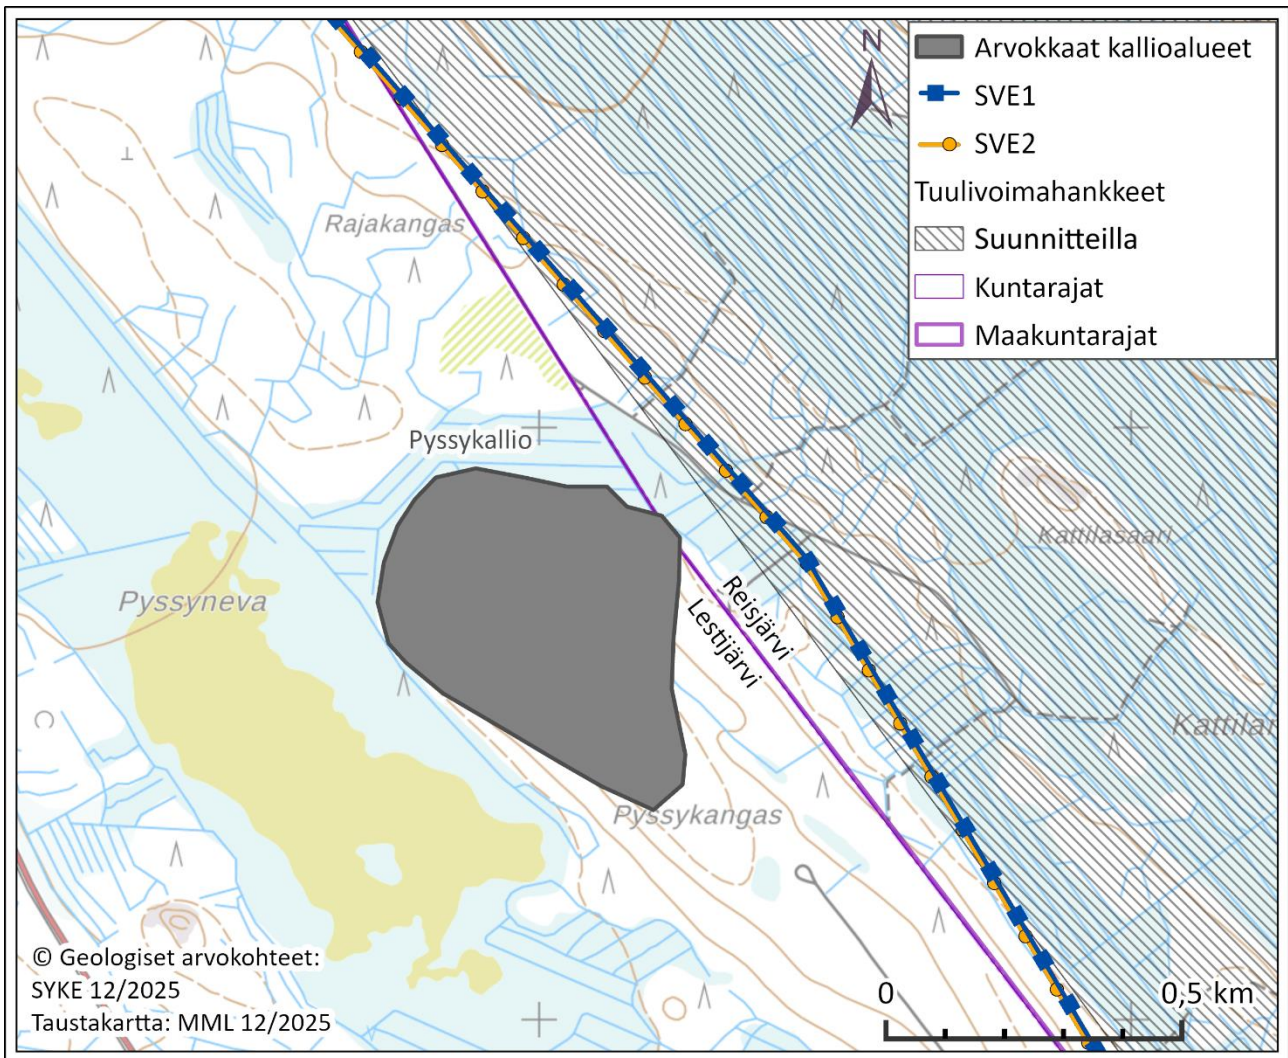 N
Arvokkaat kallioalueet
SVE1
SVE2
Tuulivoimahankkeet
Suunnitteilla
Kuntarajat
Maakuntarajat
Rajakangas
Pyssykallio
Kattilasaari
Pyssyneva
Reisjärvi
Lestijärvi
Pyssykangas
© Geologiset arvokohteet:
SYKE 12/2025
Taustakartta: MML 12/2025
0 0,5 km